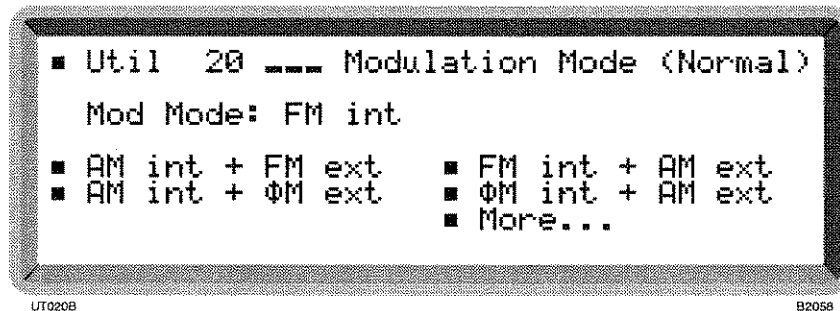 ▪ Util 20 ___ Modulation Mode (Normal)
Mod Mode: FM int
▪ AM int + FM ext ▪ FM int + AM ext
▪ AM int + ΦM ext ▪ ΦM int + AM ext
▪ More...
UT020B B2058